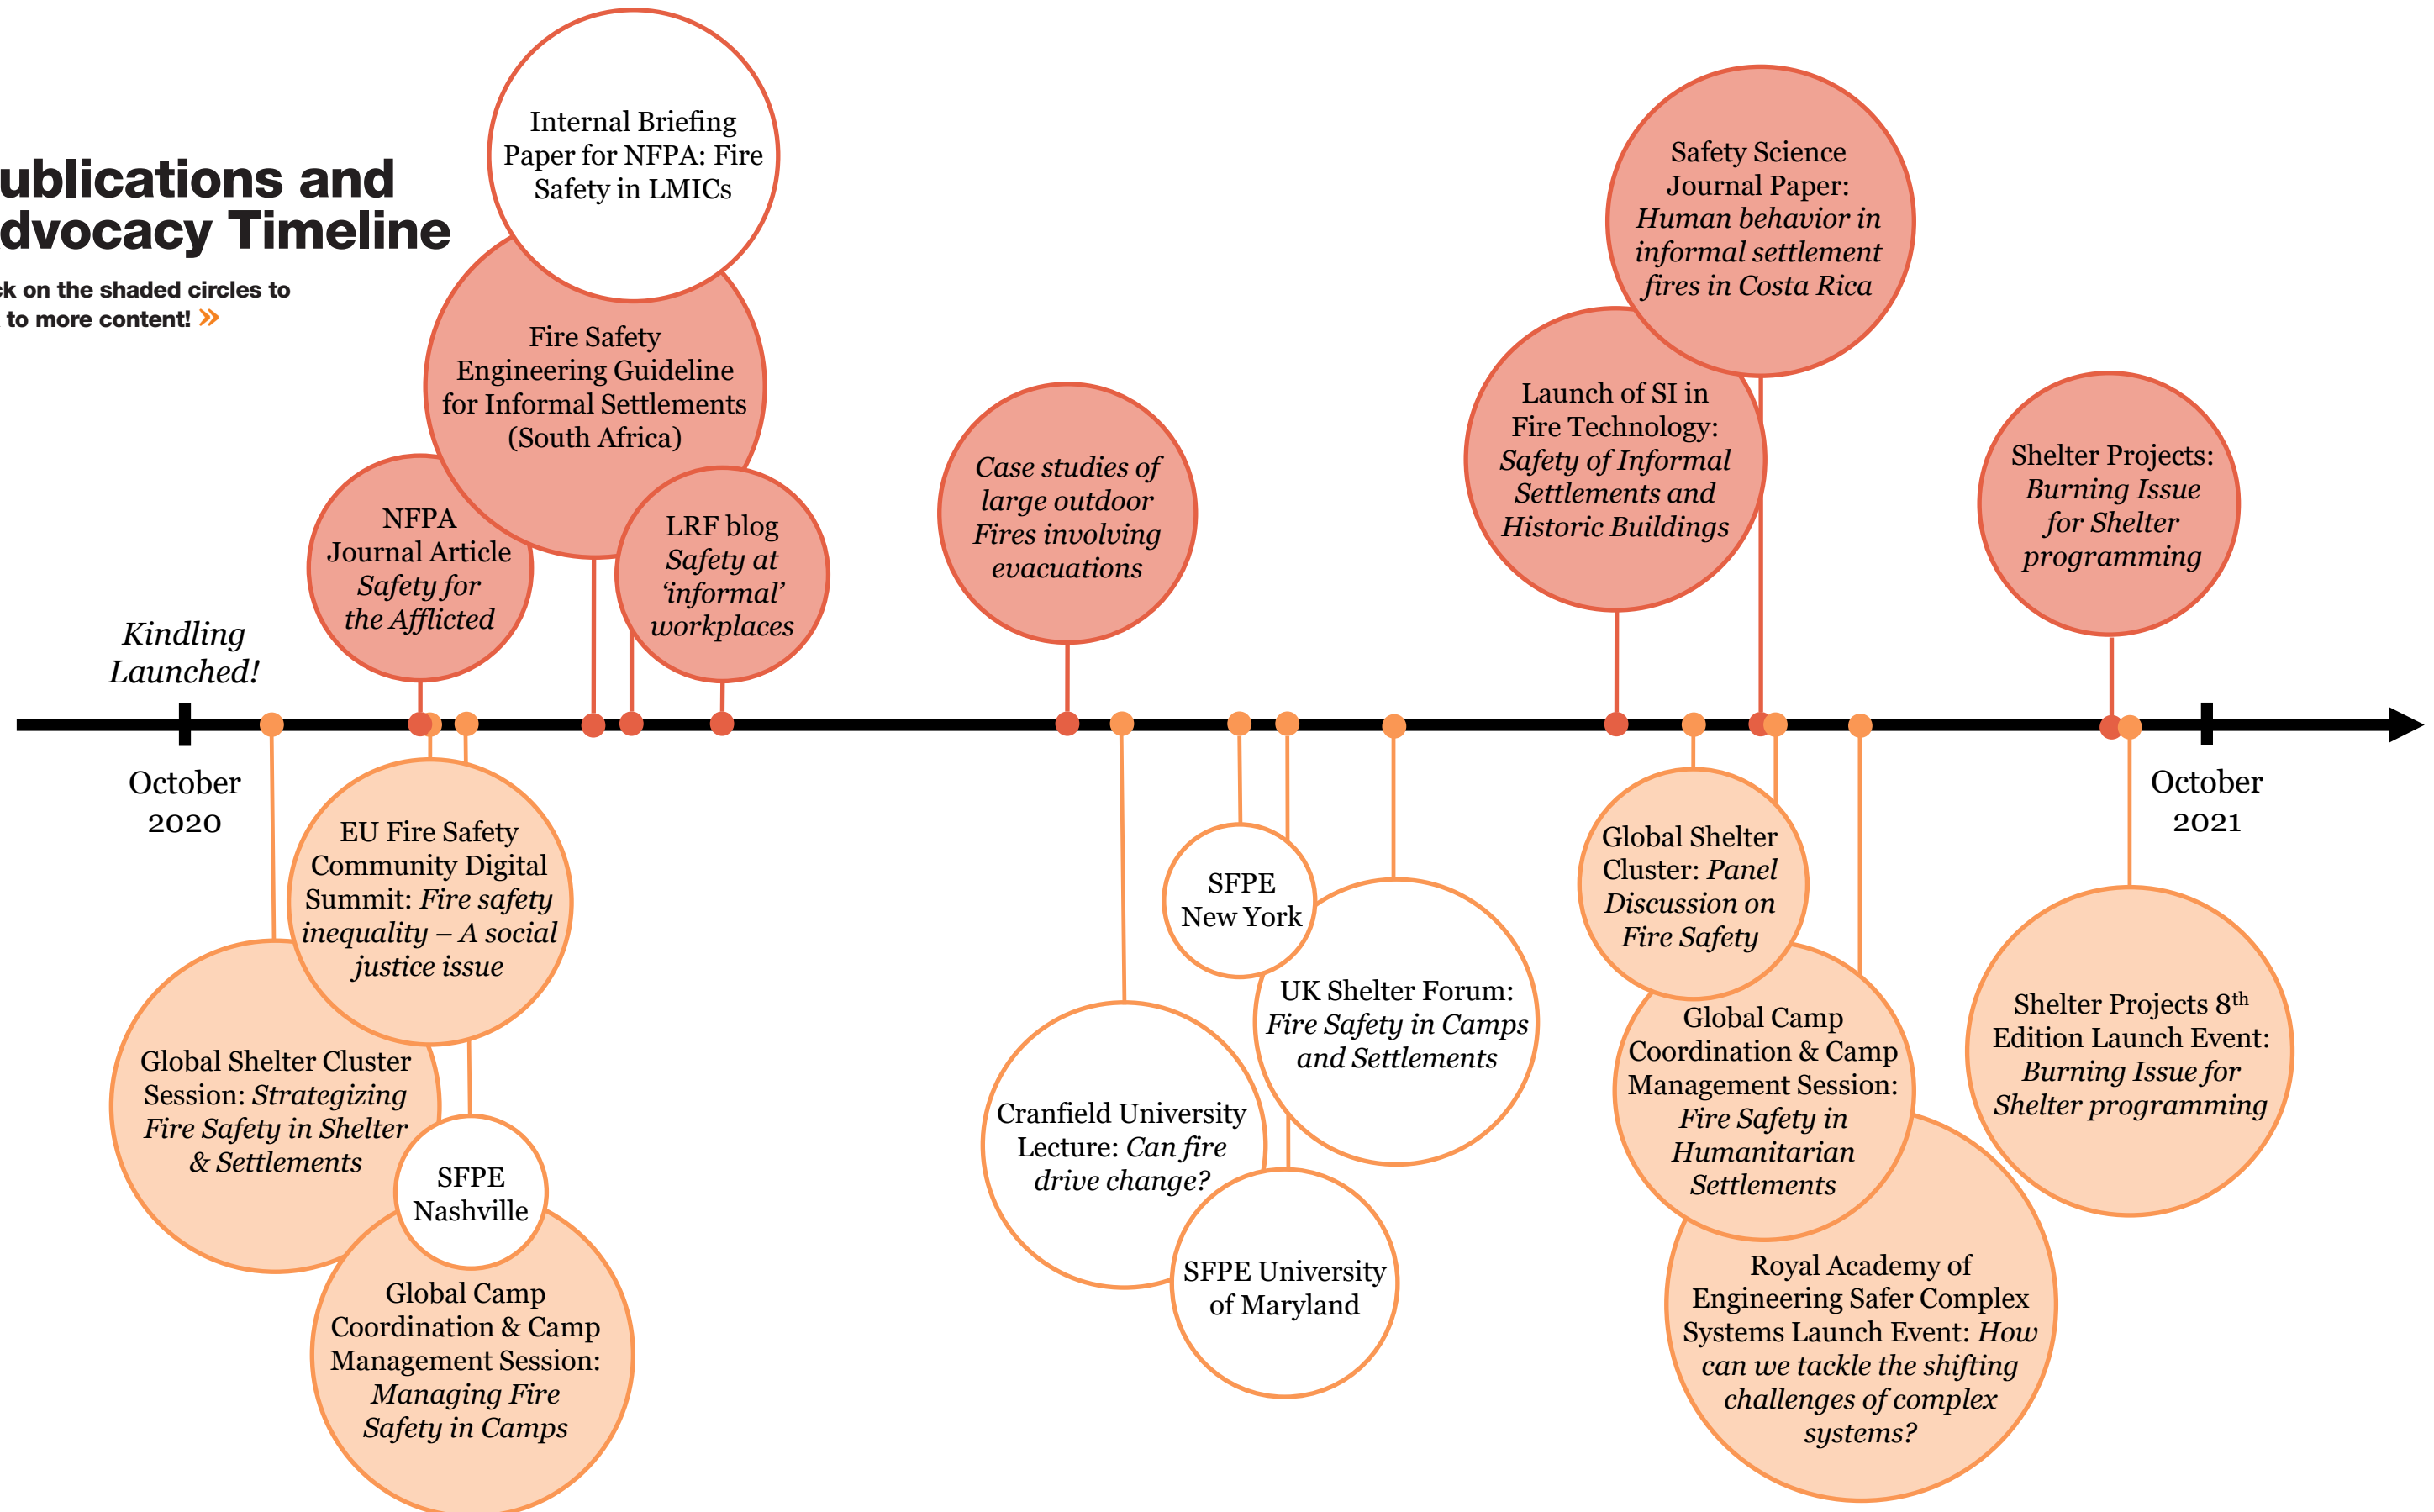 ublications and
dvocacy Timeline
ck on the shaded circles to
to more content! »
Internal Briefing
Paper for NFPA: Fire
Safety in LMICs
Fire Safety
Engineering Guideline
for Informal Settlements
(South Africa)
NFPA
Journal Article
Safety for
the Afflicted
LRF blog
Safety at
‘informal’
workplaces
Case studies of
large outdoor
Fires involving
evacuations
Safety Science
Journal Paper:
Human behavior in
informal settlement
fires in Costa Rica
Launch of SI in
Fire Technology:
Safety of Informal
Settlements and
Historic Buildings
Shelter Projects:
Burning Issue
for Shelter
programming
Kindling
Launched!
October
2020
October
2021
EU Fire Safety
Community Digital
Summit: Fire safety
inequality – A social
justice issue
Global Shelter Cluster
Session: Strategizing
Fire Safety in Shelter
& Settlements
SFPE
Nashville
Global Camp
Coordination & Camp
Management Session:
Managing Fire
Safety in Camps
SFPE
New York
UK Shelter Forum:
Fire Safety in Camps
and Settlements
Cranfield University
Lecture: Can fire
drive change?
SFPE University
of Maryland
Global Shelter
Cluster: Panel
Discussion on
Fire Safety
Global Camp
Coordination & Camp
Management Session:
Fire Safety in
Humanitarian
Settlements
Royal Academy of
Engineering Safer Complex
Systems Launch Event: How
can we tackle the shifting
challenges of complex
systems?
Shelter Projects 8th
Edition Launch Event:
Burning Issue for
Shelter programming